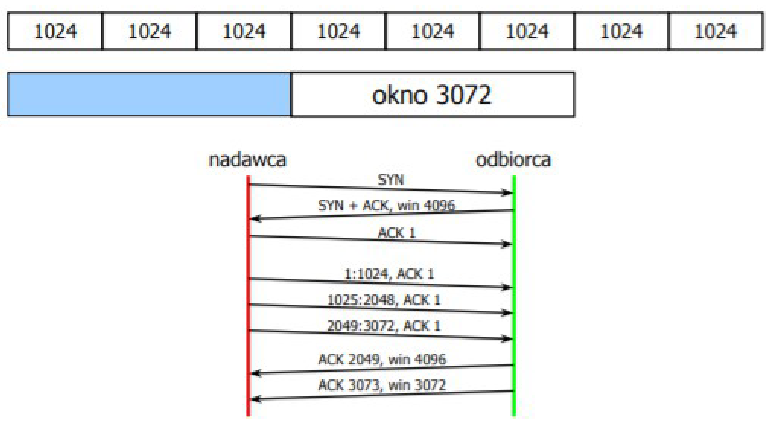 1024 1024 1024 1024 1024 1024 1024 1024
okno 3072
nadawca odbiorca
SYN
SYN + ACK, win 4096
ACK 1
1:1024, ACK 1
1025:2048, ACK 1
2049:3072, ACK 1
ACK 2049, win 4096
ACK 3073, win 3072